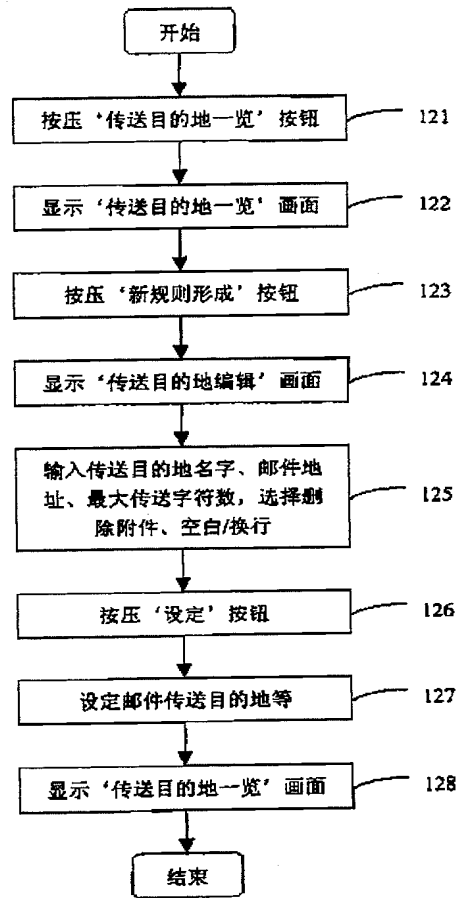 开始
按压‘传送目的地一览’按钮
121
显示‘传送目的地一览’画面
122
按压‘新规则形成’按钮
123
显示‘传送目的地编辑’画面
124
输入传送目的地名字、邮件地
址、最大传送字符数，选择删
除附件、空白/换行
125
按压‘设定’按钮
126
设定邮件传送目的地等
127
显示‘传送目的地一览’画面
128
结束